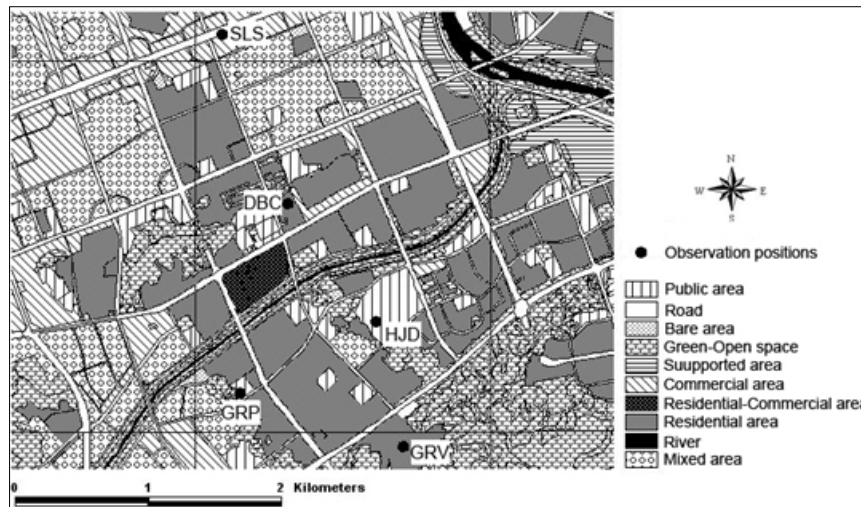 SLS
DBC
HJD
GRP
GRV
N
W E
S
Observation positions
Public area
Road
Bare area
Green-Open space
Suupported area
Commercial area
Residential-Commercial area
Residential area
River
Mixed area
0 1 2 Kilometers